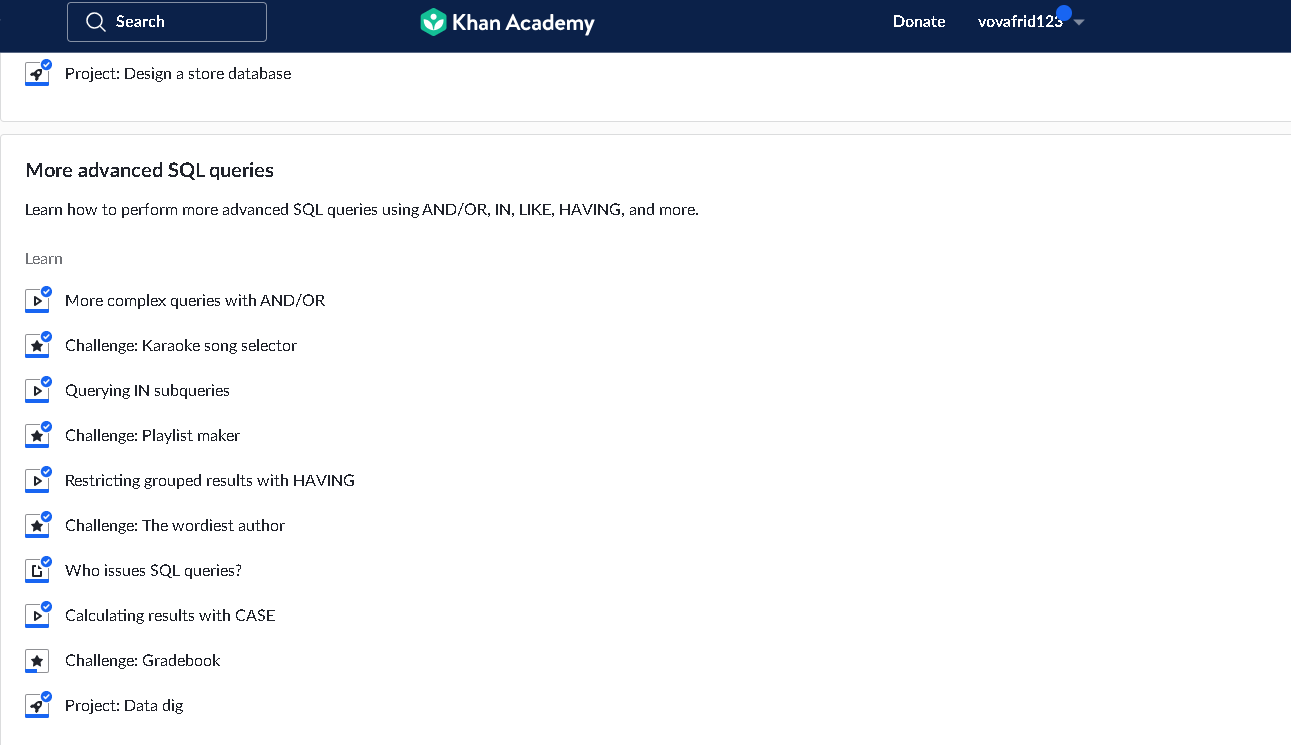 Search
Khan Academy
Donate
vovafrid123
Project: Design a store database
More advanced SQL queries
Learn how to perform more advanced SQL queries using AND/OR, IN, LIKE, HAVING, and more.
Learn
More complex queries with AND/OR
Challenge: Karaoke song selector
Querying IN subqueries
Challenge: Playlist maker
Restricting grouped results with HAVING
Challenge: The wordiest author
Who issues SQL queries?
Calculating results with CASE
Challenge: Gradebook
Project: Data dig